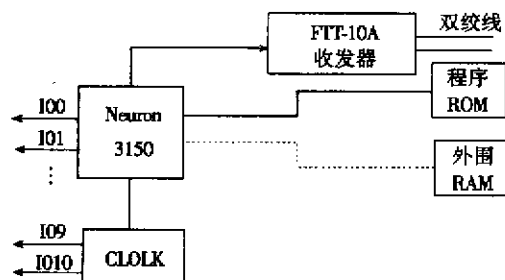 FTT-10A
收发器
双绞线
程序
ROM
IO0
IO1
⋮
Neuron
3150
外围
RAM
IO9
IO10
CLOLK